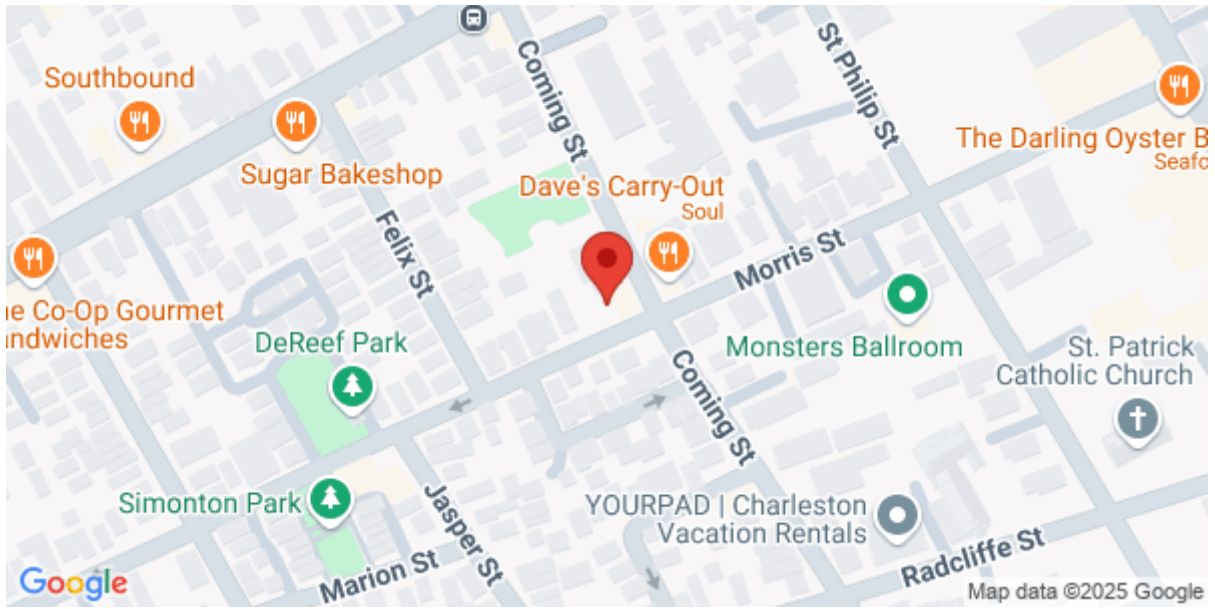 Southbound
Sugar Bakeshop
Coming St
St Philip St
The Darling Oyster B
Seafo
Dave's Carry-Out
Soul
Felix St
Morris St
ne Co-Op Gourmet
andwiches
DeReef Park
Monsters Ballroom
St. Patrick
Catholic Church
Coming St
Simonton Park
Jasper St
YOURPAD | Charleston
Vacation Rentals
Marion St
Radcliffe St
Google
Map data ©2025 Google